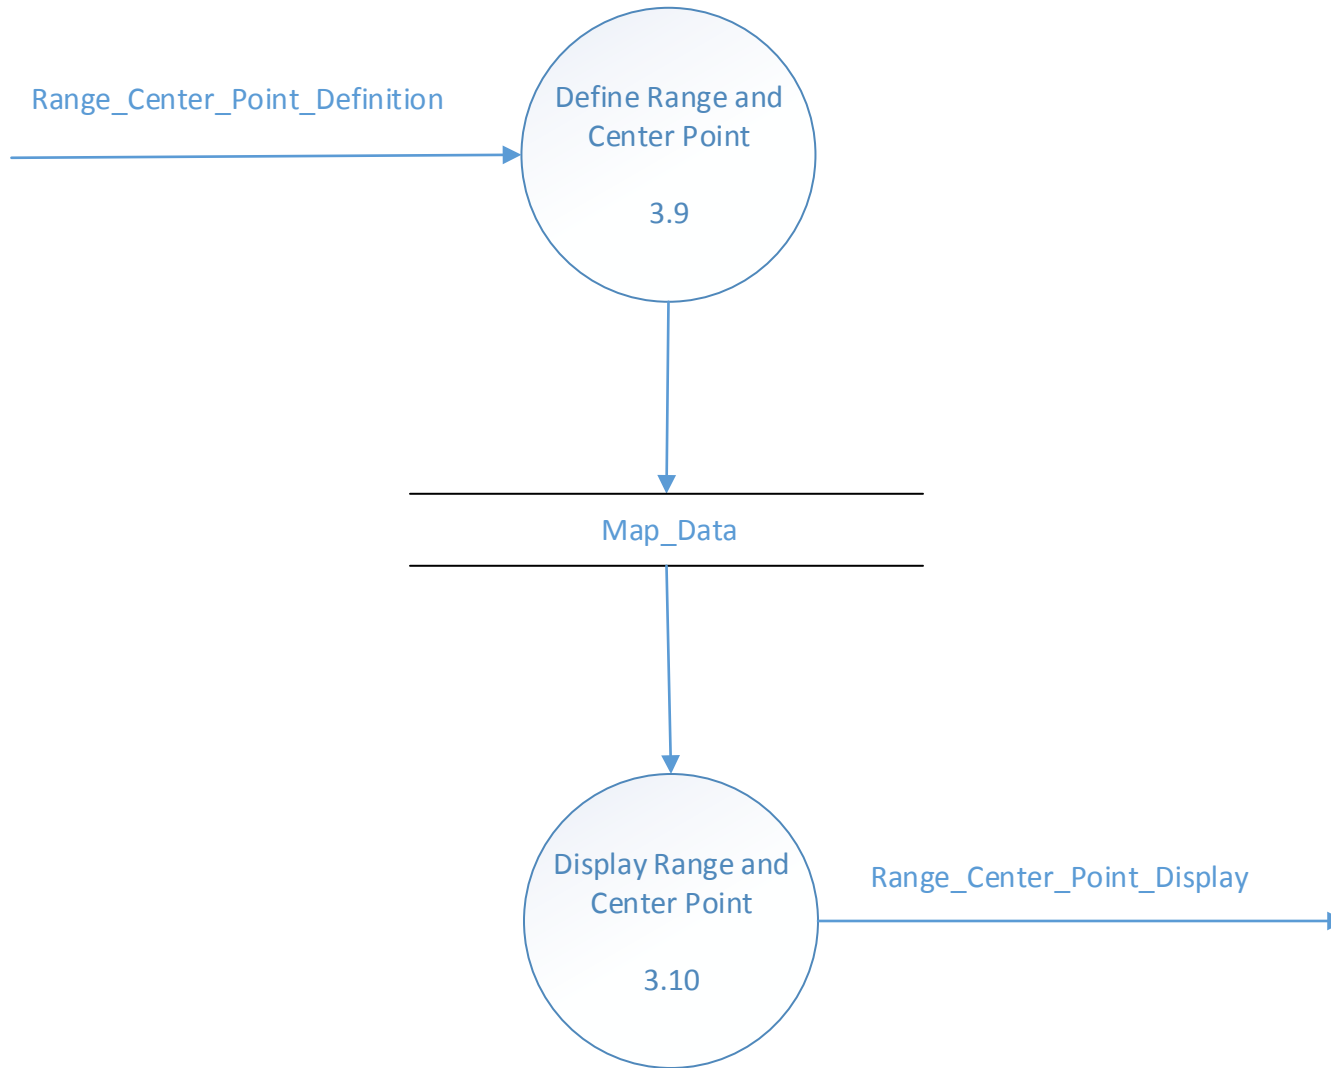 Range_Center_Point_Definition
Define Range and
Center Point
3.9
Map_Data
Display Range and
Center Point
3.10
Range_Center_Point_Display